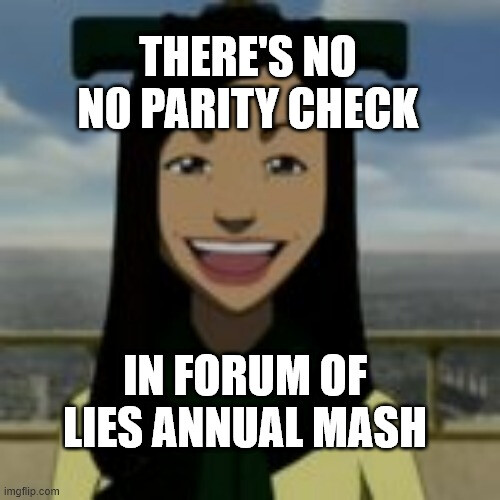 THERE'S NO
NO PARITY CHECK
IN FORUM OF
LIES ANNUAL MASH
imgflip.com